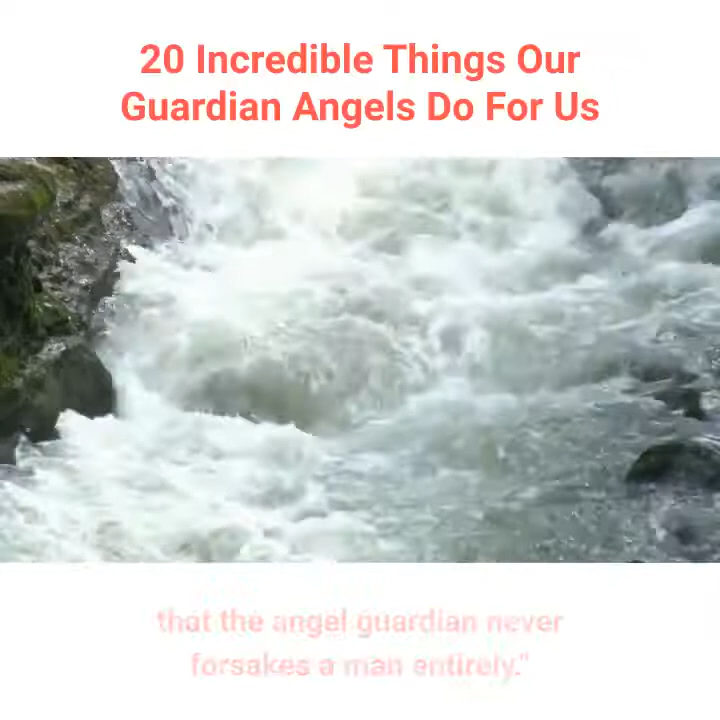 20 Incredible Things Our
Guardian Angels Do For Us
that the angel guardian never
forsakes a man entirely."